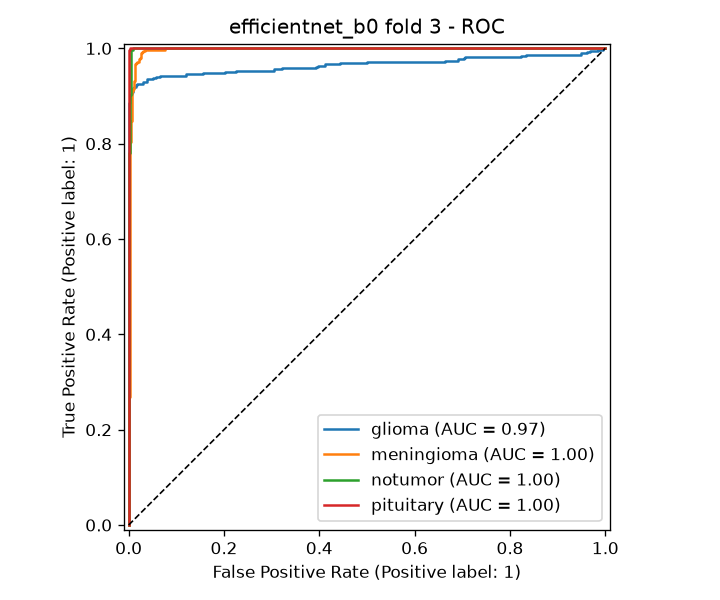 efficientnet_b0 fold 3 - ROC
1.0
0.8
0.6
0.4
0.2
0.0
True Positive Rate (Positive label: 1)
glioma (AUC = 0.97)
meningioma (AUC = 1.00)
notumor (AUC = 1.00)
pituitary (AUC = 1.00)
0.0 0.2 0.4 0.6 0.8 1.0
False Positive Rate (Positive label: 1)